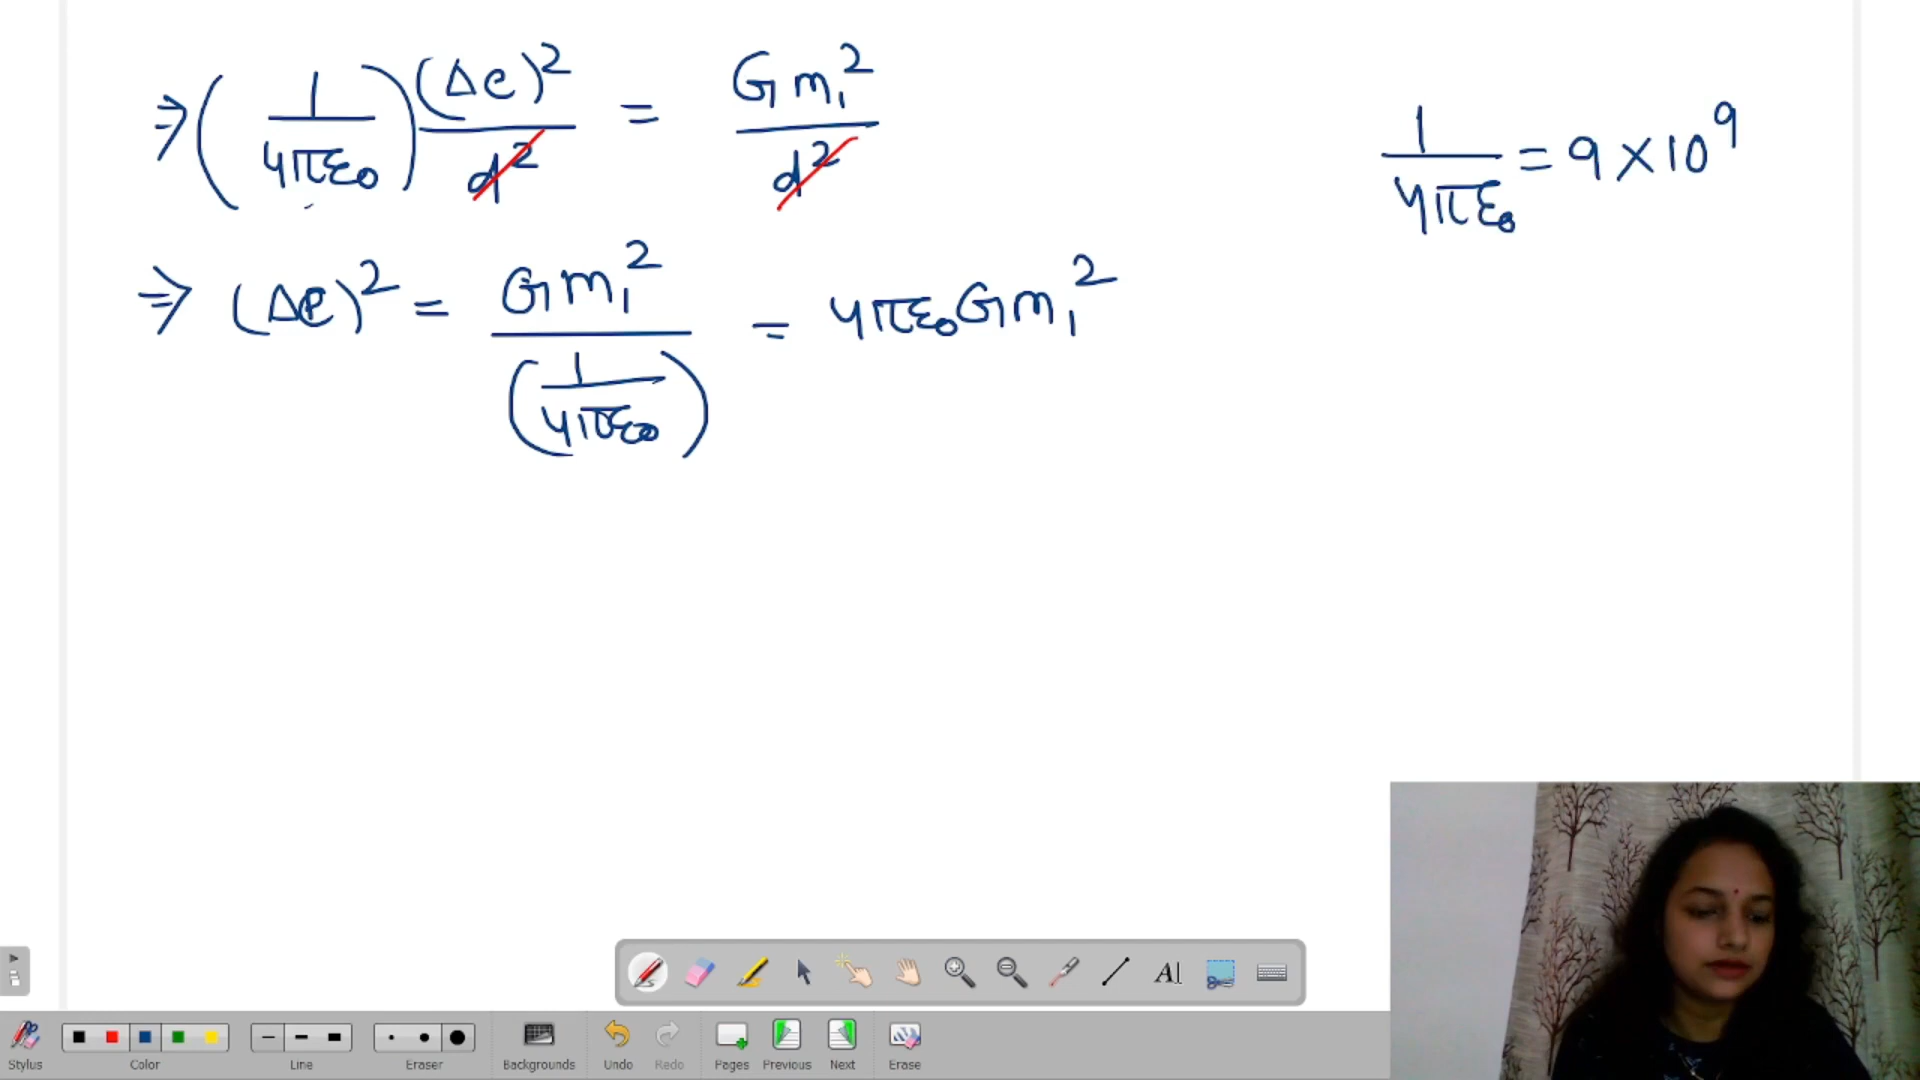 ⇒ (1/4πε₀) (Δe)²/d² = Gm₁²/d²
1/4πε₀ = 9 × 10⁹
⇒ (Δe)² = Gm₁²/(1/4πε₀) = 4πε₀Gm₁²
AI
Stylus Color Line Eraser Backgrounds Undo Redo Pages Previous Next Erase